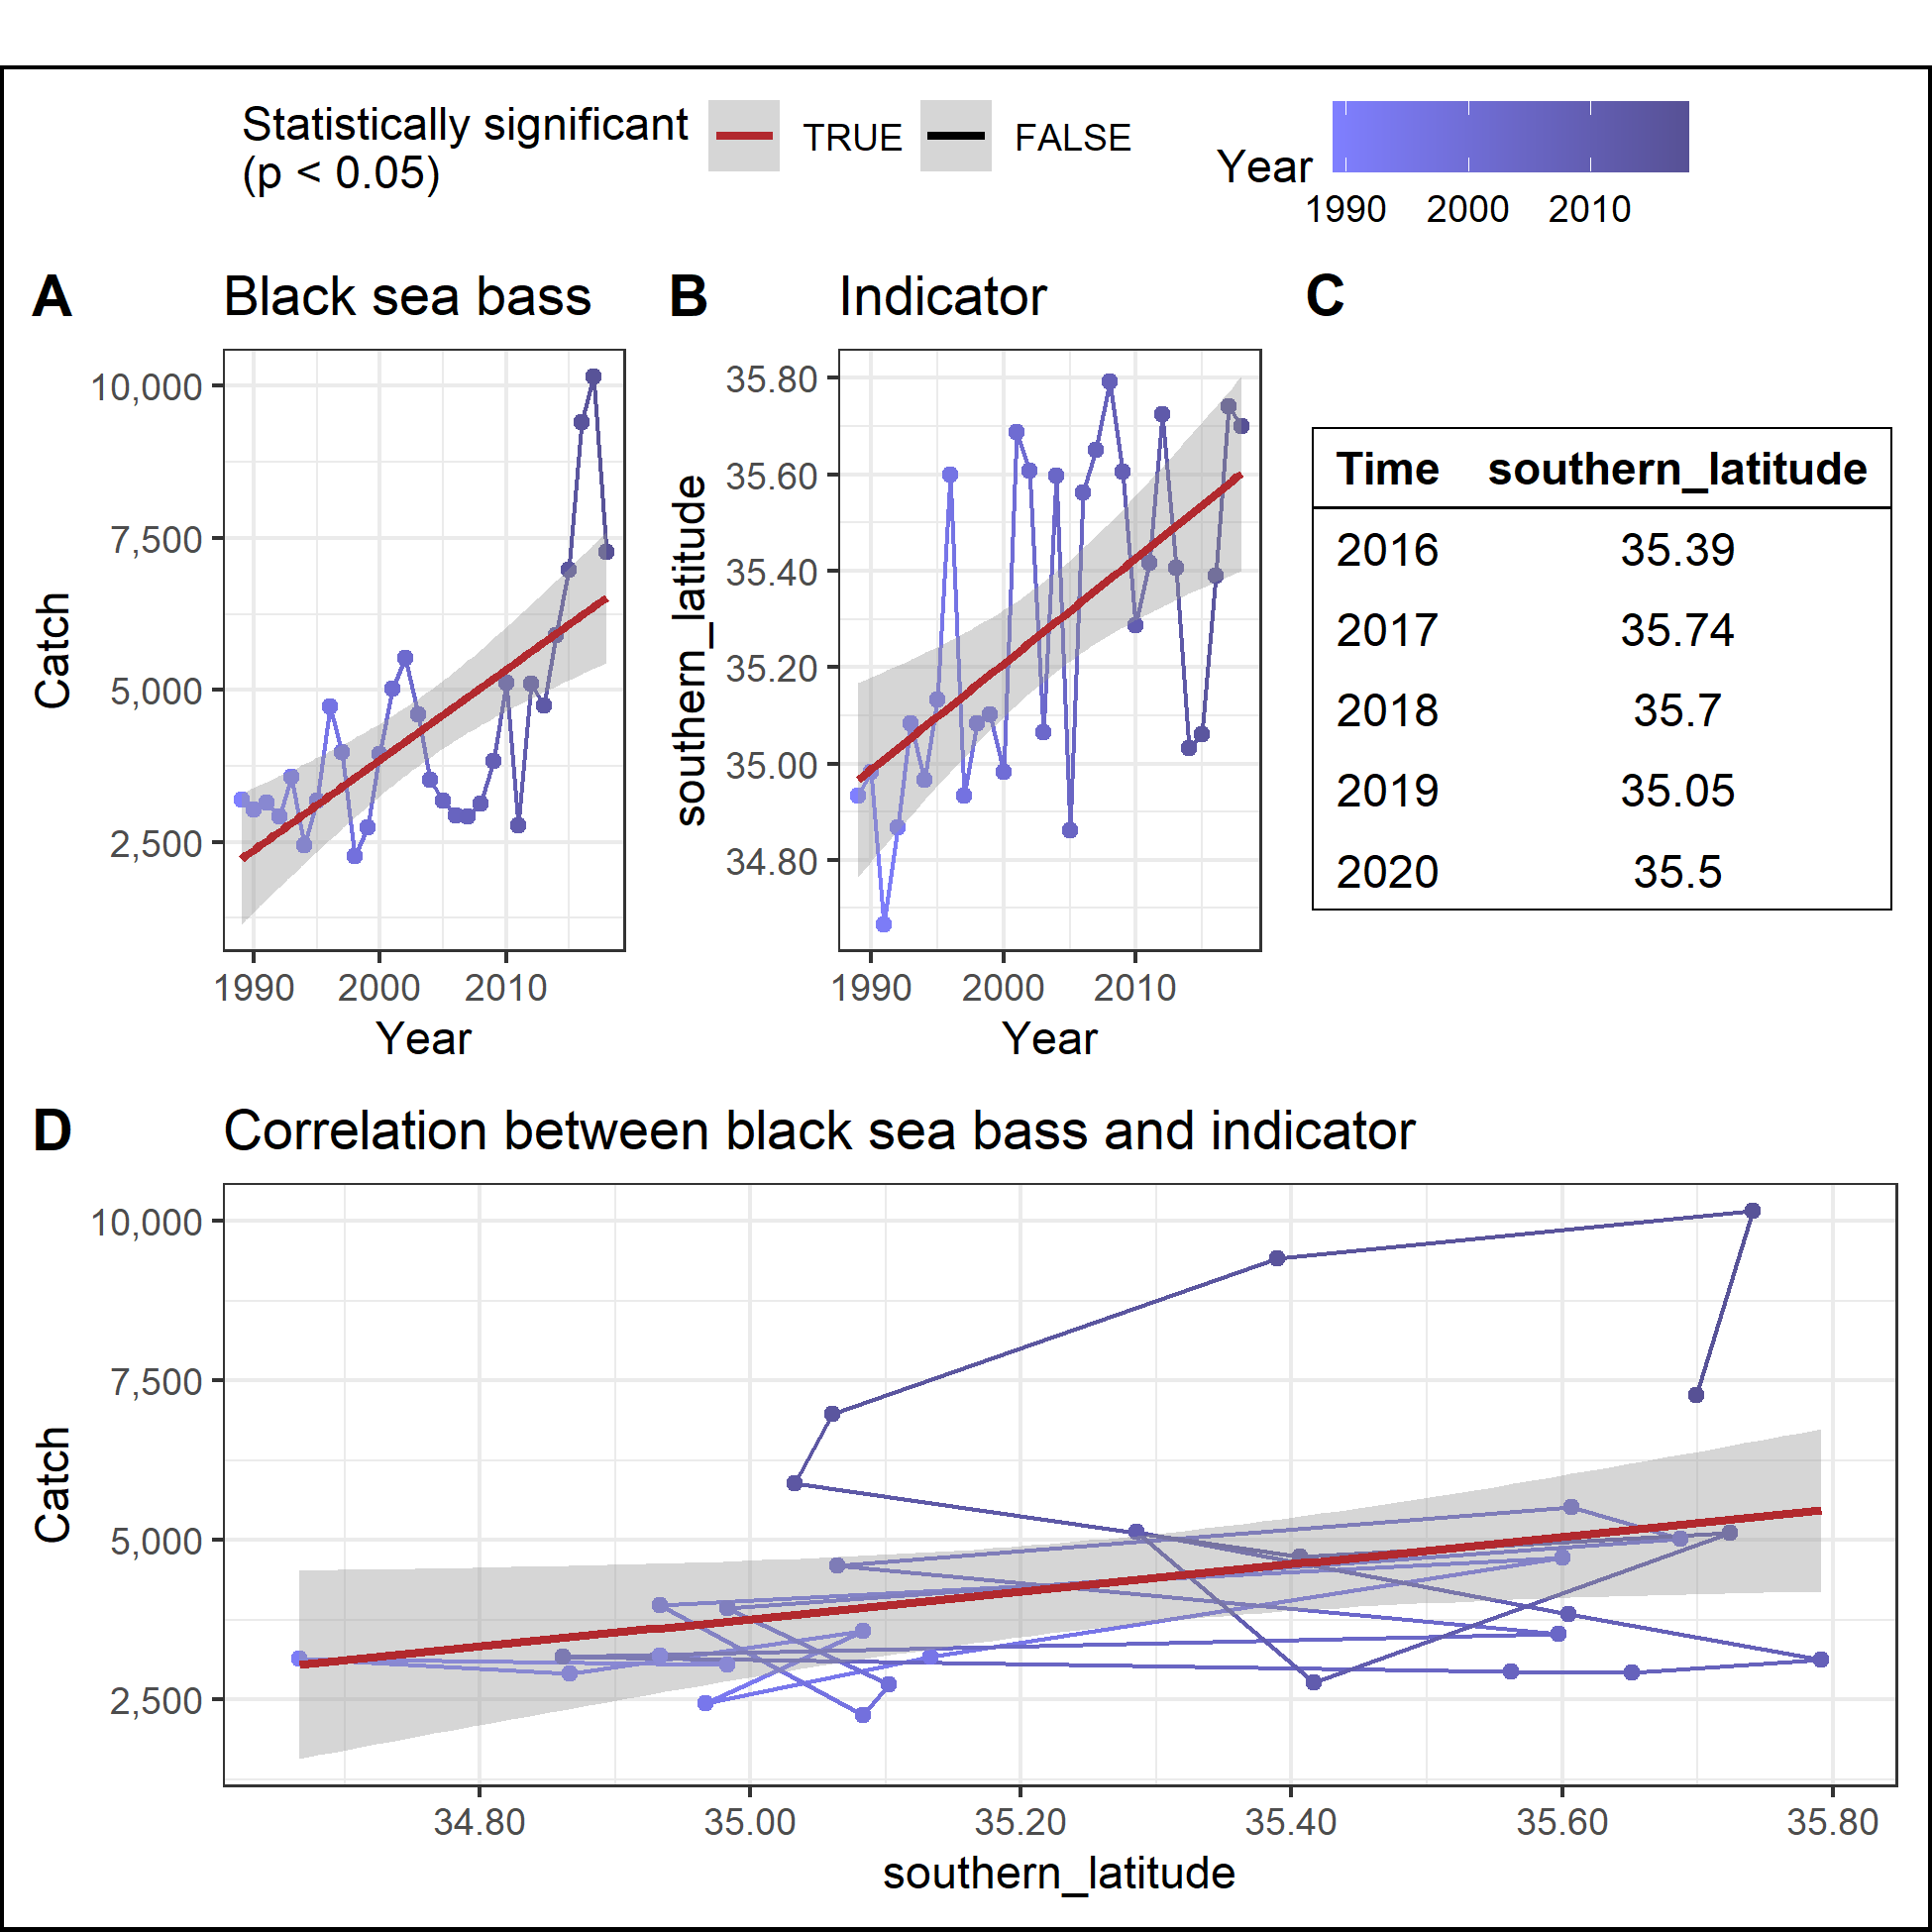 Statistically significant
(p < 0.05)
TRUE
FALSE
Year
1990 2000 2010
A
Black sea bass
10,000
7,500
5,000
2,500
Catch
1990 2000 2010
Year
B
Indicator
35.80
35.60
35.40
35.20
35.00
34.80
southern_latitude
1990 2000 2010
Year
C
Time southern_latitude
2016 35.39
2017 35.74
2018 35.7
2019 35.05
2020 35.5
D
Correlation between black sea bass and indicator
10,000
7,500
5,000
2,500
Catch
34.80 35.00 35.20 35.40 35.60 35.80
southern_latitude